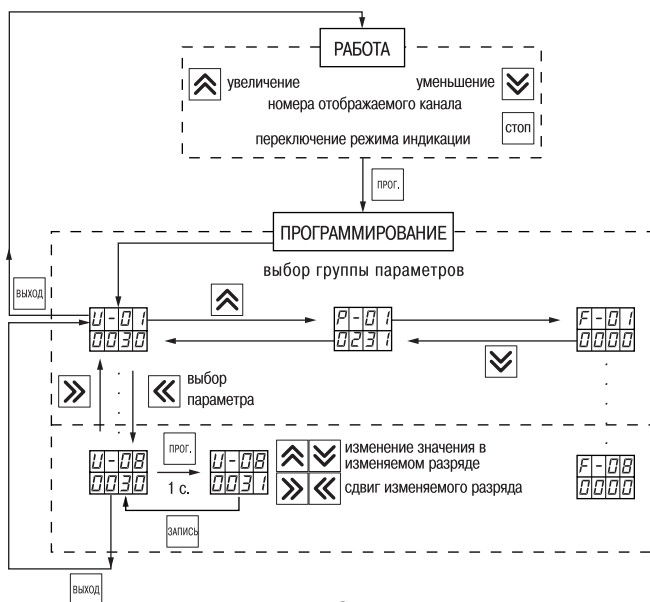 РАБОТА
увеличение
уменьшение
номера отображаемого канала
переключение режима индикации
СТОП
ПРОГ.
ПРОГРАММИРОВАНИЕ
выбор группы параметров
ВЫХОД
U-01
0030
P-01
0231
F-01
0000
выбор
параметра
U-08
0030
ПРОГ.
1 с.
U-08
0031
изменение значения в
изменяемом разряде
сдвиг изменяемого разряда
F-08
0000
ЗАПИСЬ
ВЫХОД